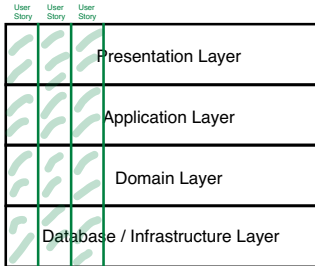 User User User
Story Story Story
Presentation Layer
Application Layer
Domain Layer
Database / Infrastructure Layer